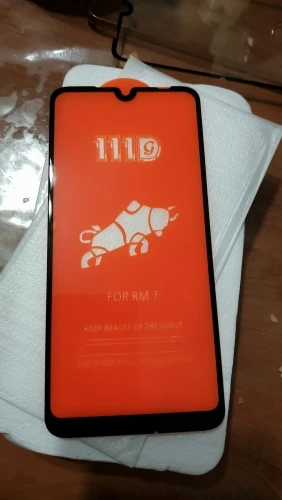 111D
G
FOR RM 7
KEEP BEAUTY OF THE CURVE